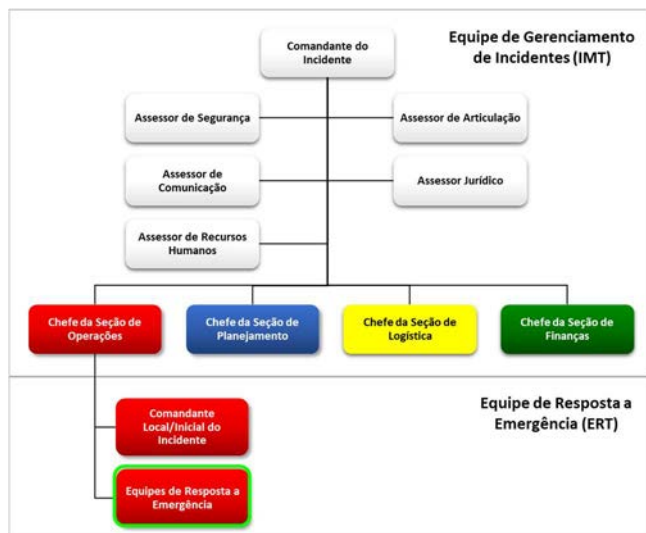 Equipe de Gerenciamento
de Incidentes (IMT)
Comandante do
Incidente
Assessor de Segurança
Assessor de Articulação
Assessor de
Comunicação
Assessor Jurídico
Assessor de Recursos
Humanos
Chefe da Seção de
Operações
Chefe da Seção de
Planejamento
Chefe da Seção de
Logística
Chefe da Seção de
Finanças
Equipe de Resposta a
Emergência (ERT)
Comandante
Local/Inicial do
Incidente
Equipes de Resposta a
Emergência